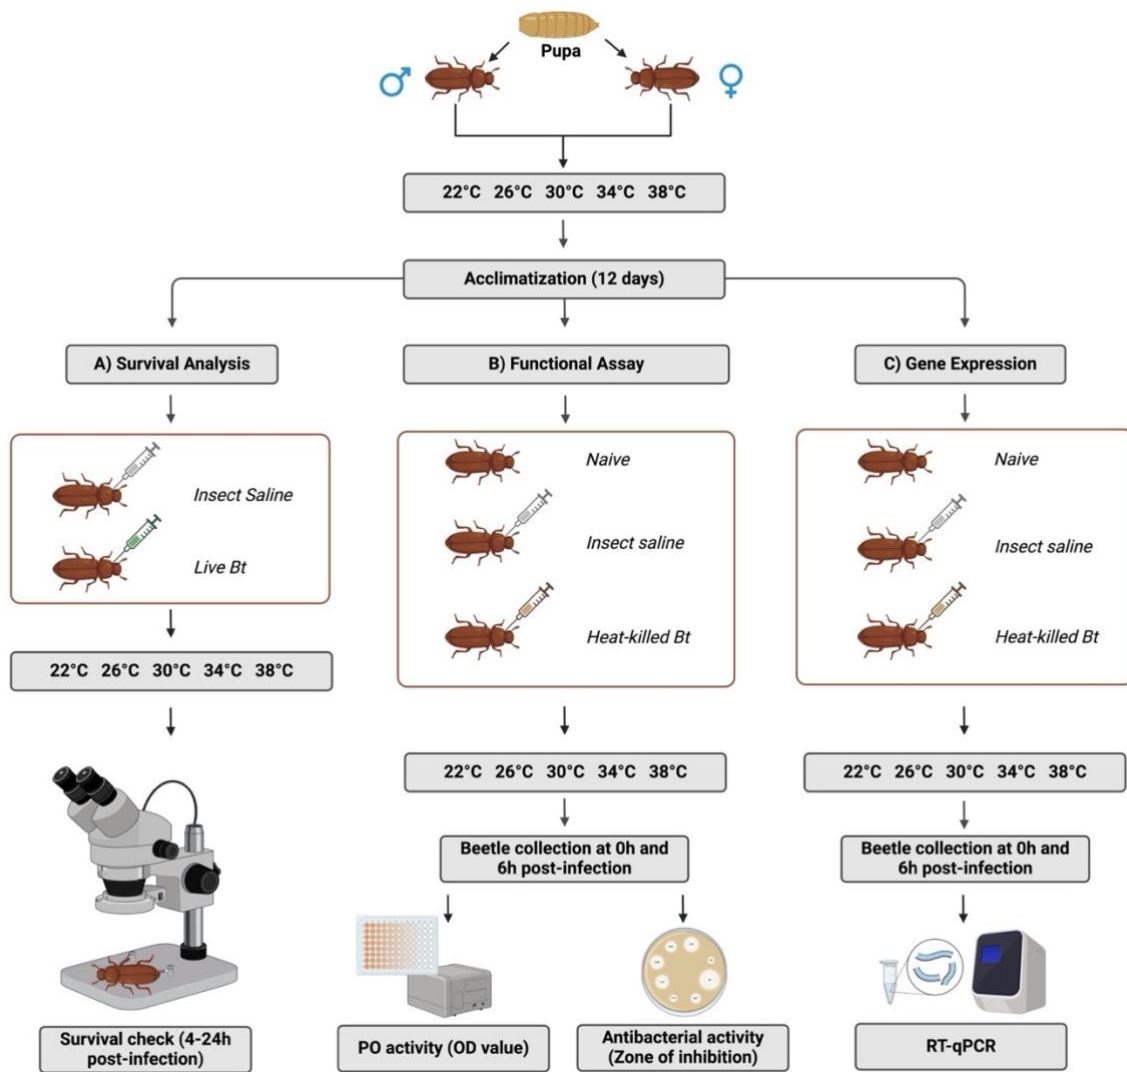 Pupa
22°C 26°C 30°C 34°C 38°C
Acclimatization (12 days)
A) Survival Analysis
Insect Saline
Live Bt
22°C 26°C 30°C 34°C 38°C
Survival check (4-24h
post-infection)
B) Functional Assay
Naive
Insect saline
Heat-killed Bt
22°C 26°C 30°C 34°C 38°C
Beetle collection at 0h and
6h post-infection
PO activity (OD value)
Antibacterial activity
(Zone of inhibition)
C) Gene Expression
Naive
Insect saline
Heat-killed Bt
22°C 26°C 30°C 34°C 38°C
Beetle collection at 0h and
6h post-infection
RT-qPCR